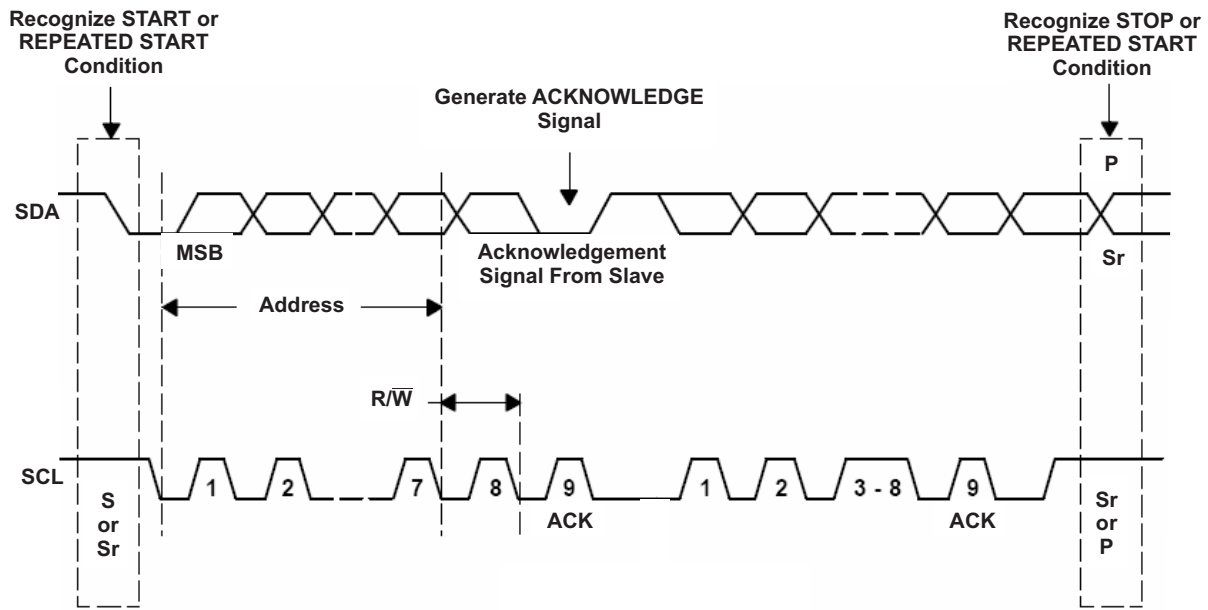 Recognize START or
REPEATED START
Condition
Recognize STOP or
REPEATED START
Condition
Generate ACKNOWLEDGE
Signal
P
SDA
MSB
Acknowledgement
Signal From Slave
Sr
Address
R/W̅
SCL
1
2
7
8
9
1
2
3 - 8
9
ACK
ACK
S
or
Sr
Sr
or
P